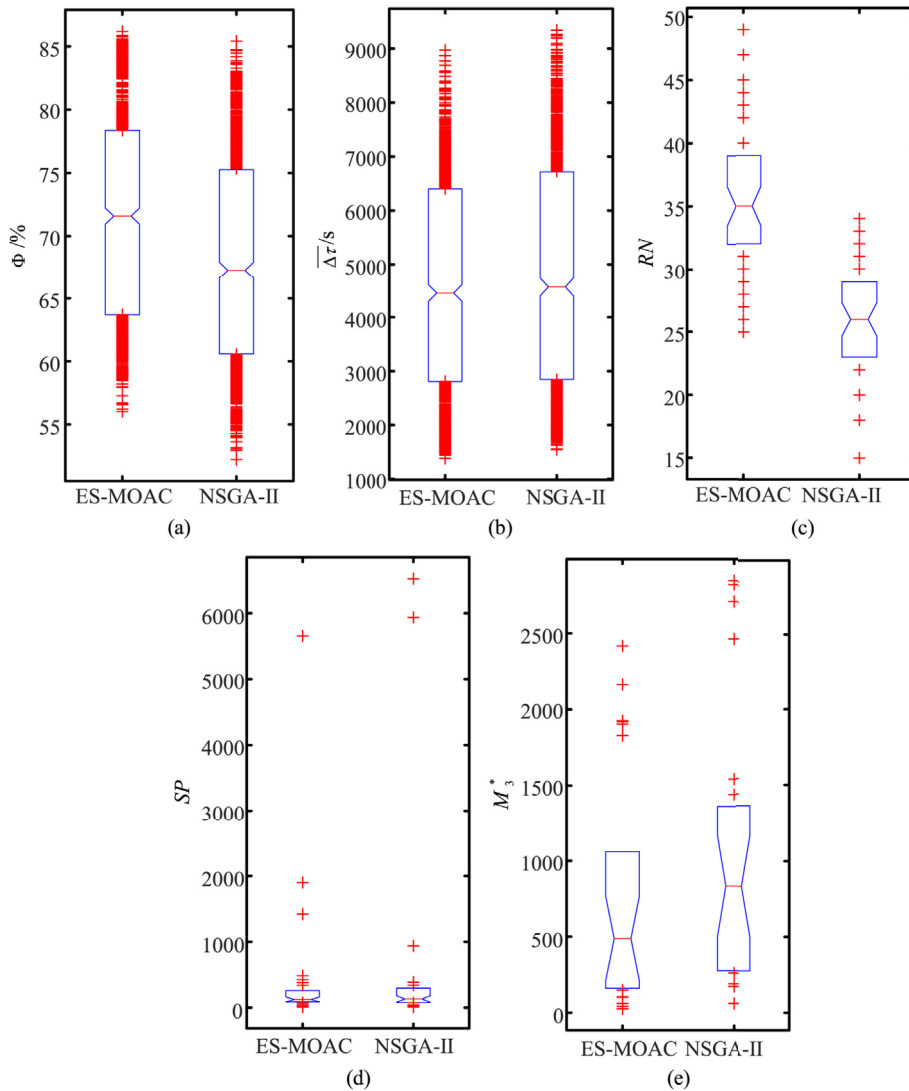 85
80
75
70
65
60
55
Φ /%
ES-MOAC NSGA-II
(a)
9000
8000
7000
6000
5000
4000
3000
2000
1000
Δτ/s
ES-MOAC NSGA-II
(b)
50
45
40
35
30
25
20
15
RN
ES-MOAC NSGA-II
(c)
6000
5000
4000
3000
2000
1000
0
SP
ES-MOAC NSGA-II
(d)
2500
2000
1500
1000
500
0
M*3
ES-MOAC NSGA-II
(e)